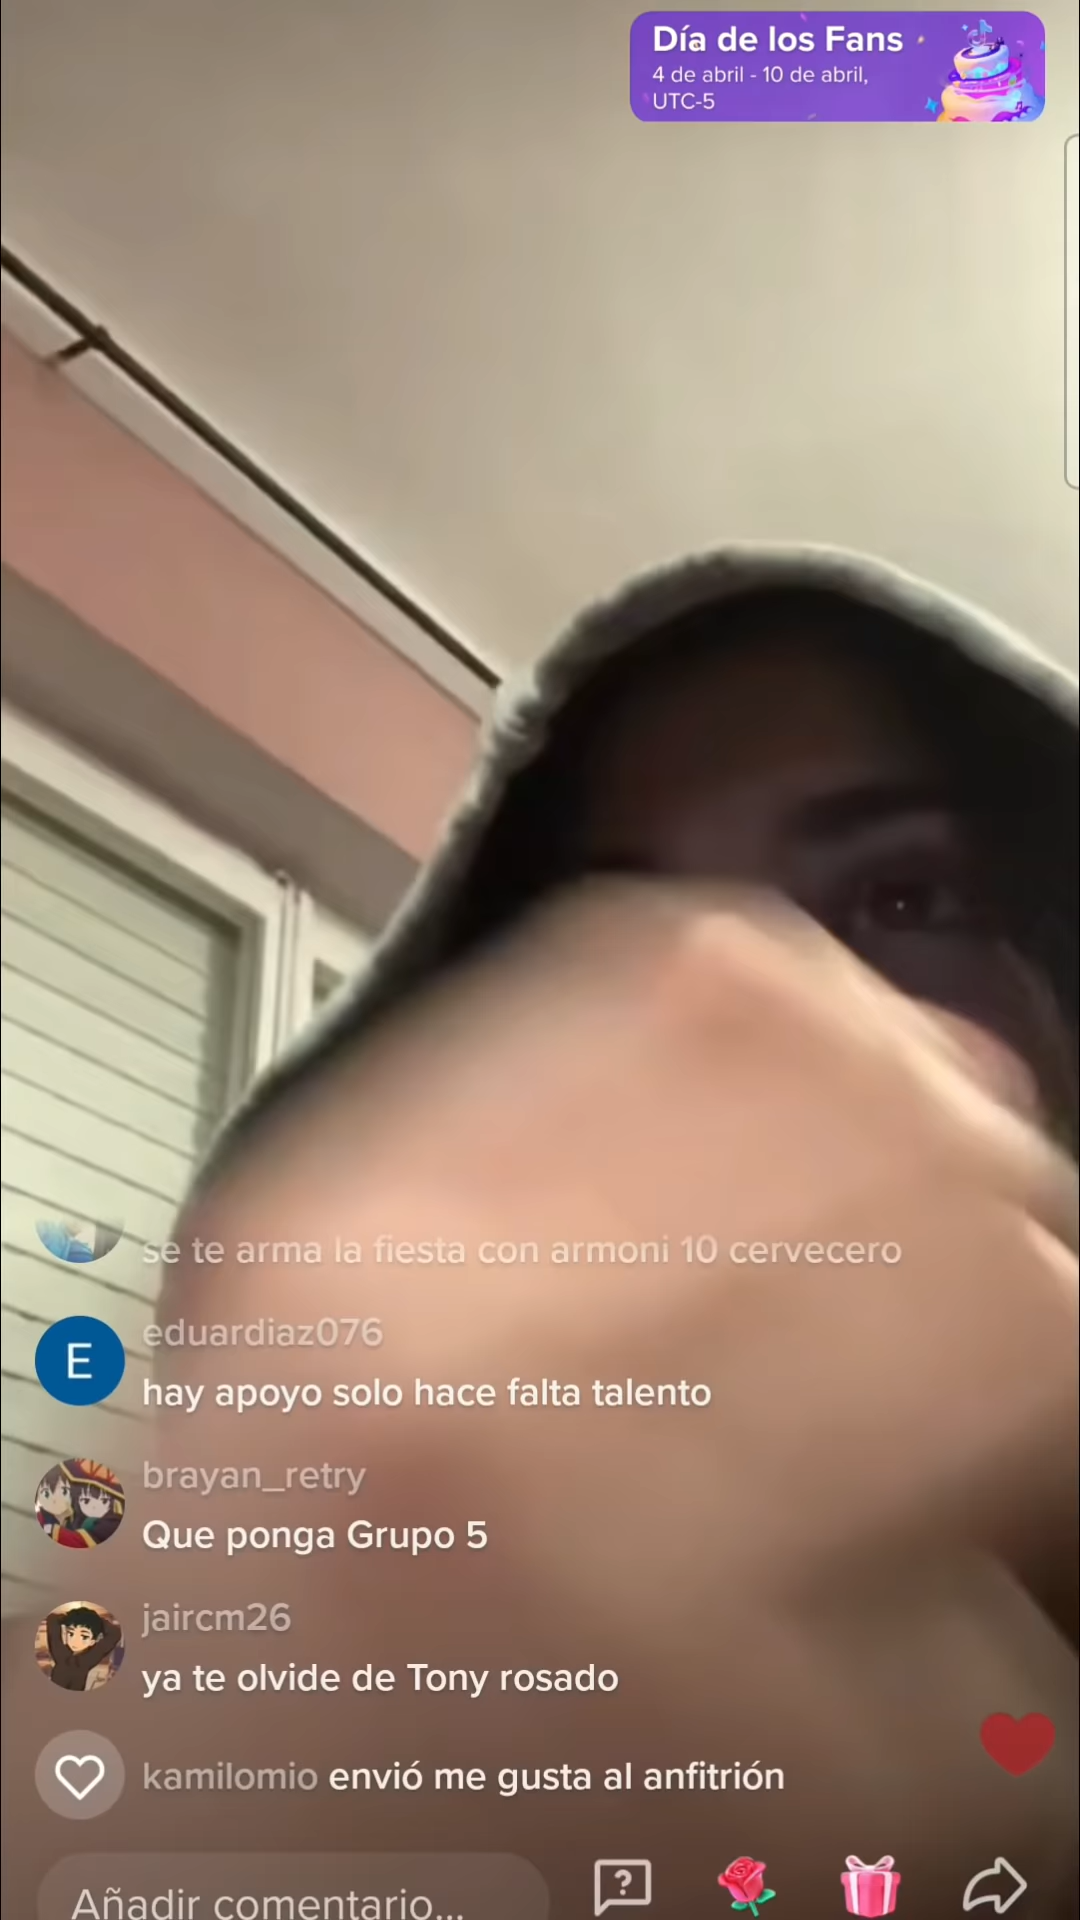 Día de los Fans
4 de abril - 10 de abril,
UTC-5
se te arma la fiesta con armoni 10 cervecero
E
eduardiaz076
hay apoyo solo hace falta talento
brayan_retry
Que ponga Grupo 5
jaircm26
ya te olvide de Tony rosado
kamilomio envió me gusta al anfitrión
Añadir comentario...
?